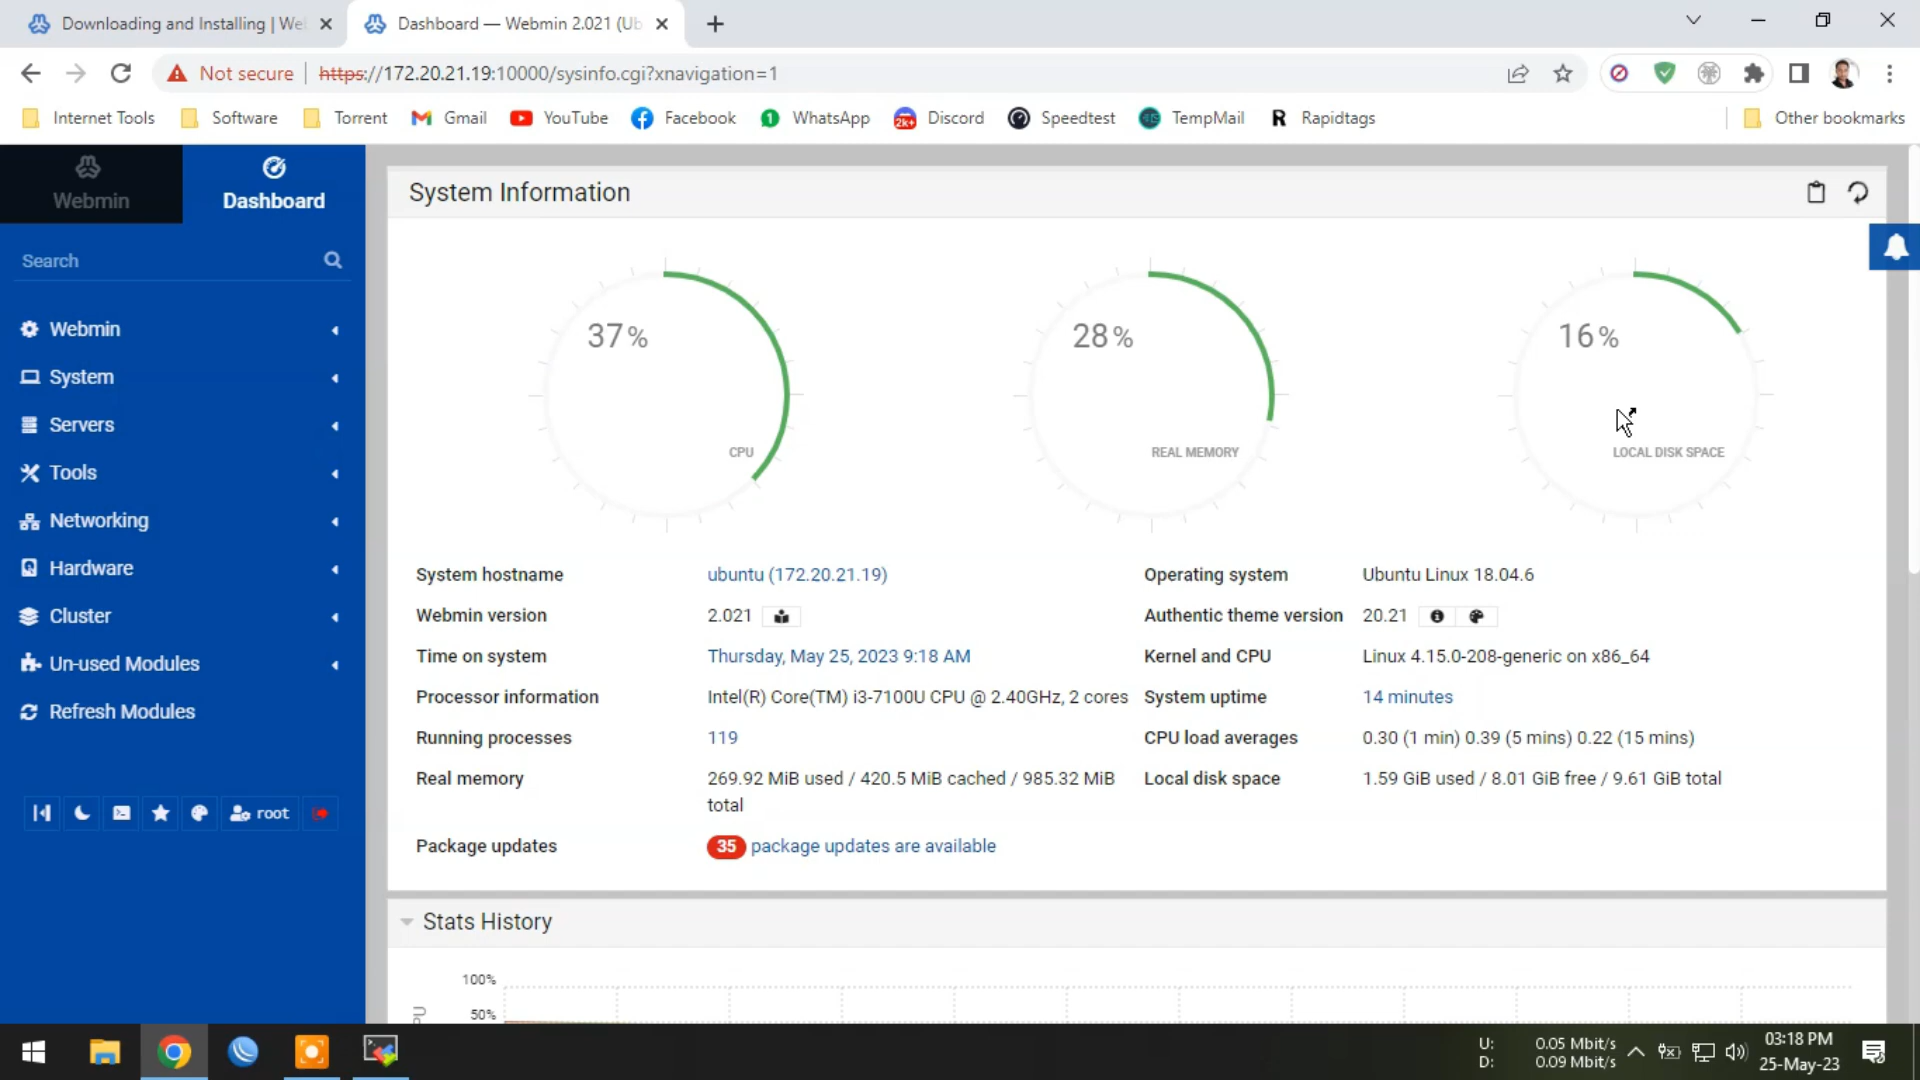 Downloading and Installing | We
Dashboard — Webmin 2.021 (Ub
Not secure
https://172.20.21.19:10000/sysinfo.cgi?xnavigation=1
Internet Tools
Software
Torrent
Gmail
YouTube
Facebook
1
WhatsApp
2k+
Discord
Speedtest
TempMail
R
Rapidtags
Other bookmarks
Webmin
Dashboard
Search
Webmin
System
Servers
Tools
Networking
Hardware
Cluster
Un-used Modules
Refresh Modules
root
System Information
37%
CPU
28%
REAL MEMORY
16%
LOCAL DISK SPACE
System hostname ubuntu (172.20.21.19) Operating system Ubuntu Linux 18.04.6
Webmin version 2.021 Authentic theme version 20.21
Time on system Thursday, May 25, 2023 9:18 AM Kernel and CPU Linux 4.15.0-208-generic on x86_64
Processor information Intel(R) Core(TM) i3-7100U CPU @ 2.40GHz, 2 cores System uptime 14 minutes
Running processes 119 CPU load averages 0.30 (1 min) 0.39 (5 mins) 0.22 (15 mins)
Real memory 269.92 MiB used / 420.5 MiB cached / 985.32 MiB Local disk space 1.59 GiB used / 8.01 GiB free / 9.61 GiB total
total
Package updates 35 package updates are available
Stats History
100%
50%
U: 0.05 Mbit/s
D: 0.09 Mbit/s
03:18 PM
25-May-23